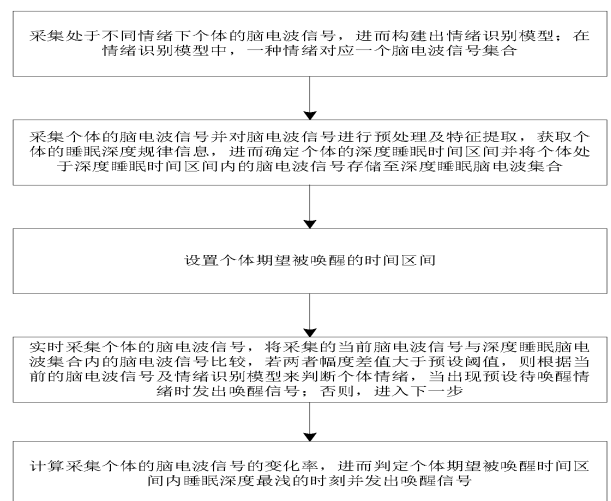 采集处于不同情绪下个体的脑电波信号，进而构建出情绪识别模型；在
情绪识别模型中，一种情绪对应一个脑电波信号集合
采集个体的脑电波信号并对脑电波信号进行预处理及特征提取，获取个
体的睡眠深度规律信息，进而确定个体的深度睡眠时间区间并将个体处
于深度睡眠时间区间内的脑电波信号存储至深度睡眠脑电波集合
设置个体期望被唤醒的时间区间
实时采集个体的脑电波信号，将采集的当前脑电波信号与深度睡眠脑电
波集合内的脑电波信号比较，若两者幅度差值大于预设阈值，则根据当
前的脑电波信号及情绪识别模型来判断个体情绪，当出现预设待唤醒情
绪时发出唤醒信号；否则，进入下一步
计算采集个体的脑电波信号的变化率，进而判定个体期望被唤醒时间区
间内睡眠深度最浅的时刻并发出唤醒信号